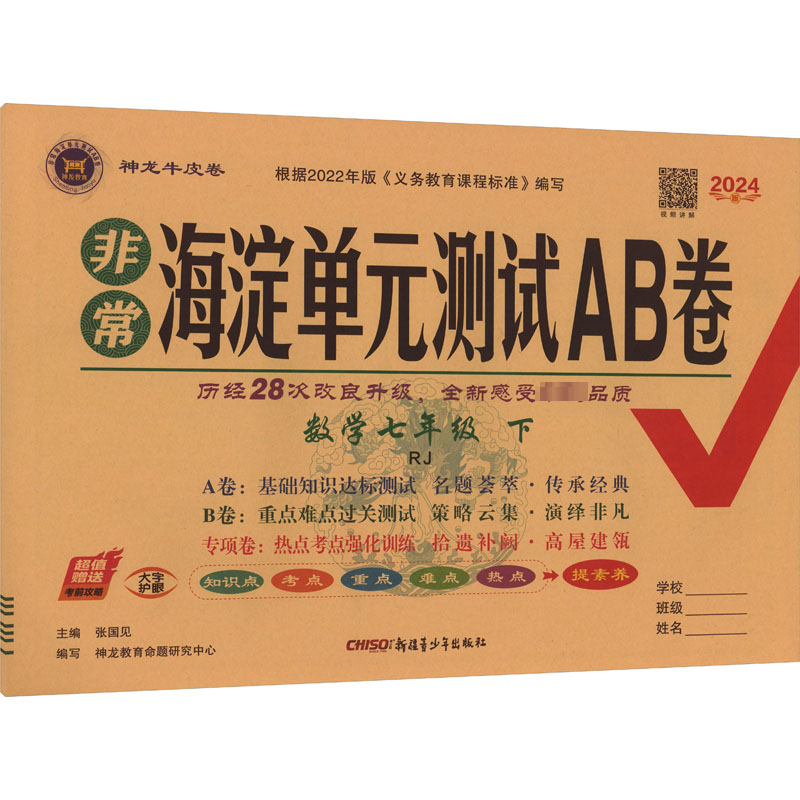 神龙教育
神龙牛皮卷
根据2022年版《义务教育课程标准》编写
视频讲解
2024
版
非常
海淀单元测试AB卷
历经28次改良升级，全新感受 品质
数学七年级 下
RJ
A卷：基础知识达标测试 名题荟萃·传承经典
B卷：重点难点过关测试 策略云集·演绎非凡
专项卷：热点考点强化训练 拾遗补阙·高屋建瓴
超值
赠送
考前攻略
大字
护眼
知识点 考点 重点 难点 热点 提素养
学校
班级
姓名
主编 张国见
编写 神龙教育命题研究中心
CHISO 新疆青少年出版社